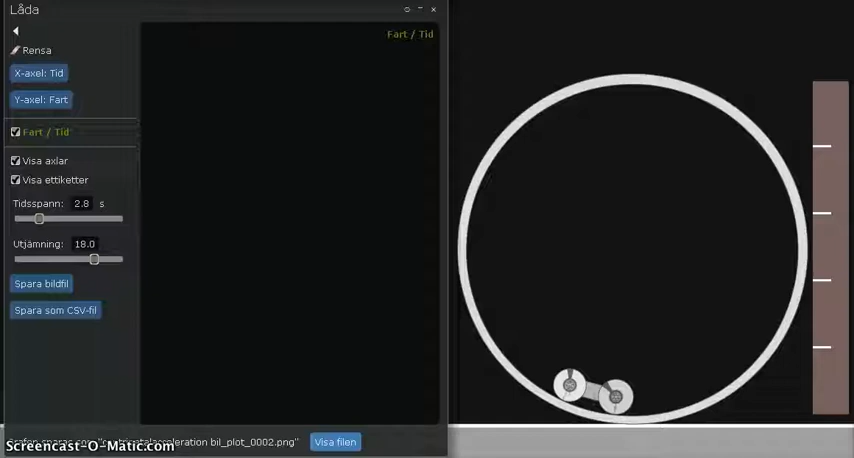 Låda
Rensa
X-axel: Tid
Y-axel: Fart
Fart / Tid
Fart / Tid
Visa axlar
Visa ettiketter
Tidsspann: 2.8 s
Utjämning: 18.0
Spara bildfil
Spara som CSV-fil
bil_plot_0002.png"
Visa filen
Screencast-O-Matic.com